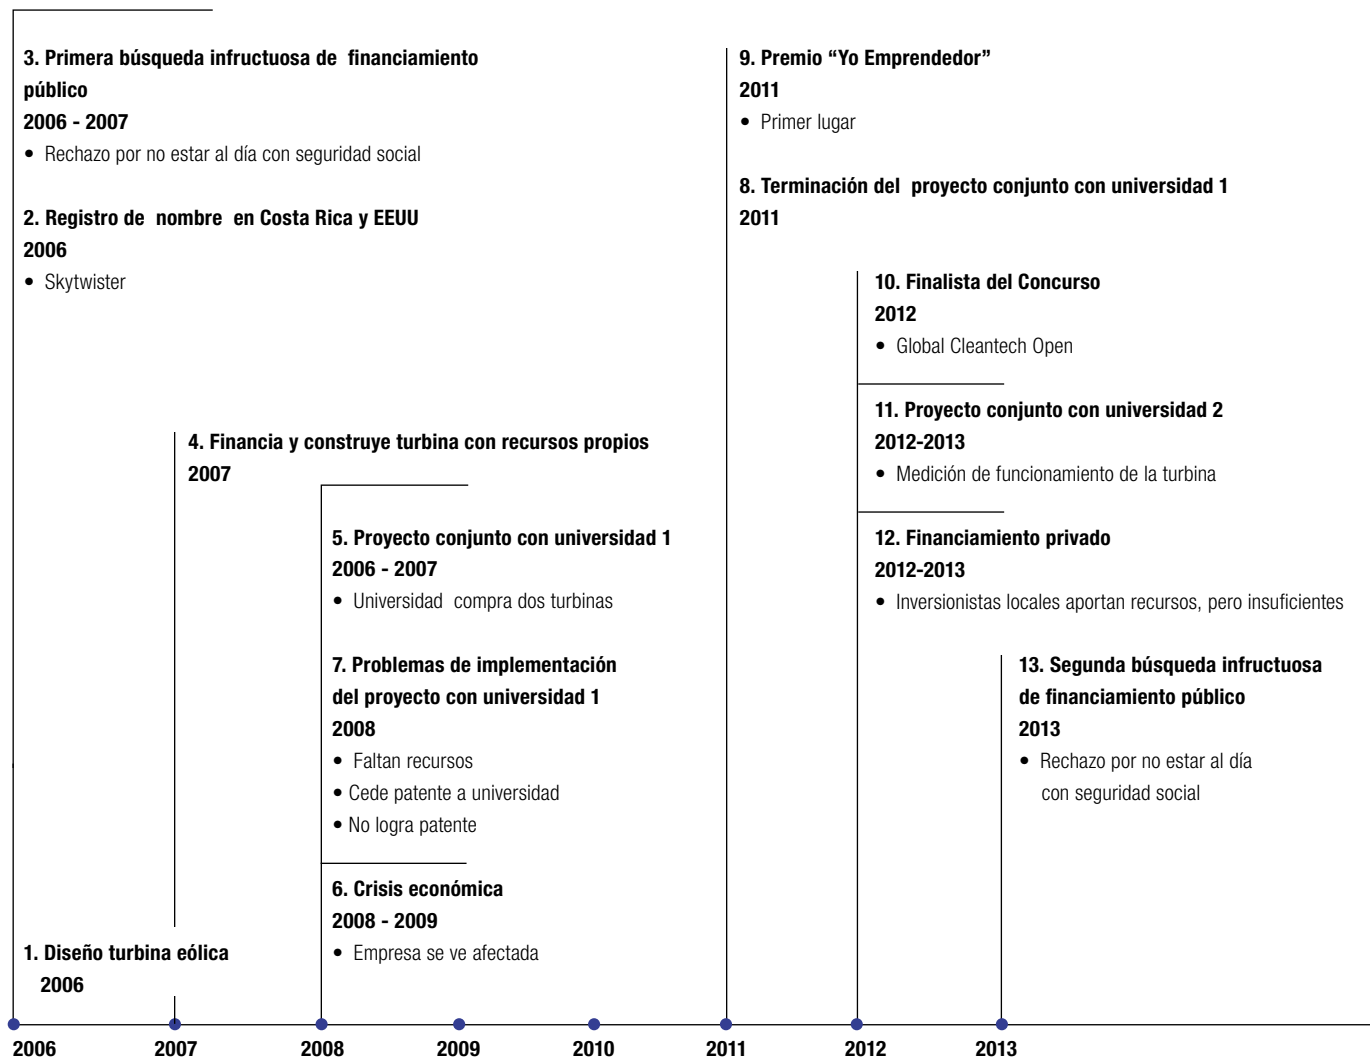 3. Primera búsqueda infructuosa de financiamiento
público
2006 - 2007
• Rechazo por no estar al día con seguridad social
2. Registro de nombre en Costa Rica y EEUU
2006
• Skytwister
4. Financia y construye turbina con recursos propios
2007
5. Proyecto conjunto con universidad 1
2006 - 2007
• Universidad compra dos turbinas
7. Problemas de implementación
del proyecto con universidad 1
2008
• Faltan recursos
• Cede patente a universidad
• No logra patente
6. Crisis económica
2008 - 2009
• Empresa se ve afectada
1. Diseño turbina eólica
2006
9. Premio “Yo Emprendedor”
2011
• Primer lugar
8. Terminación del proyecto conjunto con universidad 1
2011
10. Finalista del Concurso
2012
• Global Cleantech Open
11. Proyecto conjunto con universidad 2
2012-2013
• Medición de funcionamiento de la turbina
12. Financiamiento privado
2012-2013
• Inversionistas locales aportan recursos, pero insuficientes
13. Segunda búsqueda infructuosa
de financiamiento público
2013
• Rechazo por no estar al día
con seguridad social
2006 2007 2008 2009 2010 2011 2012 2013